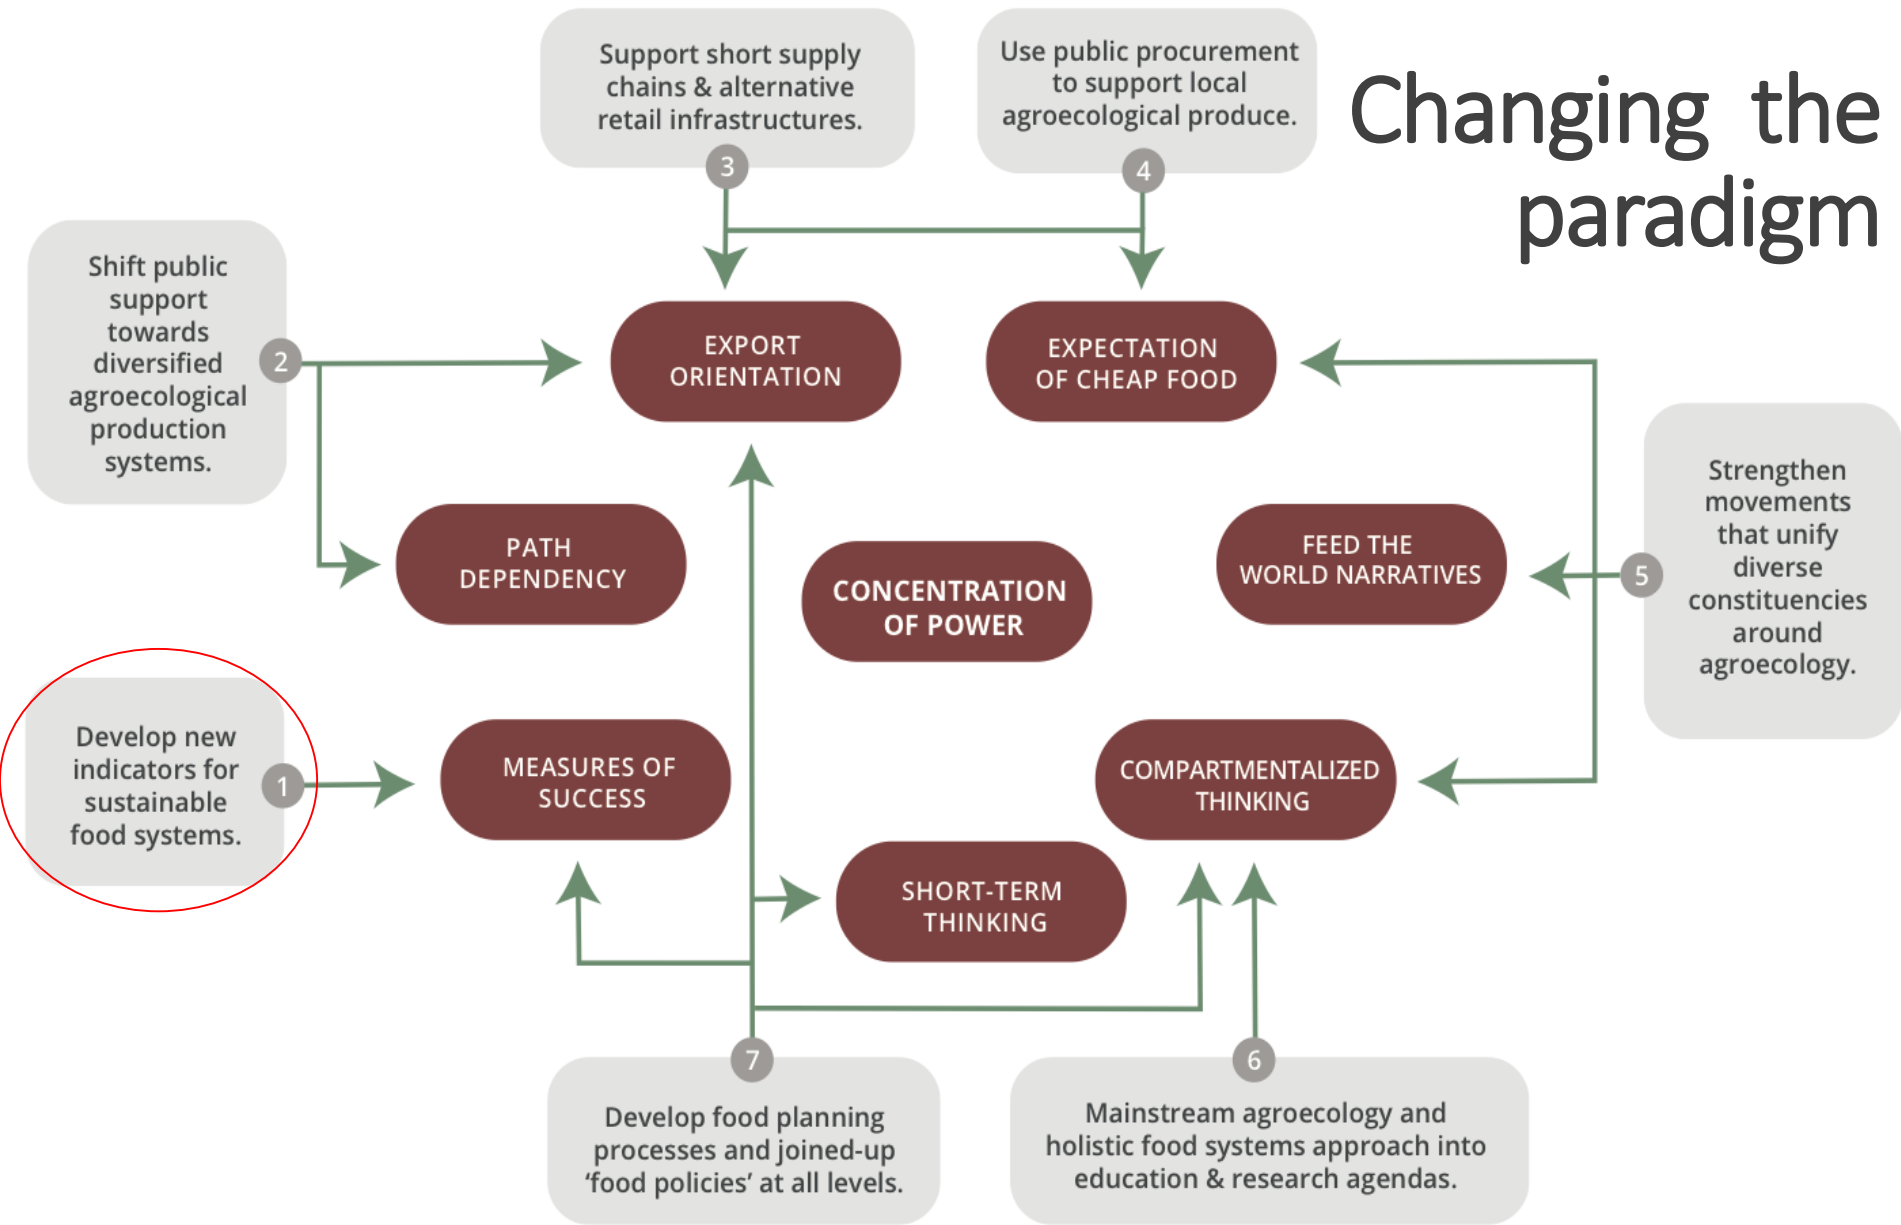 Changing the
paradigm
Support short supply
chains & alternative
retail infrastructures.
3
Use public procurement
to support local
agroecological produce.
4
Shift public
support
towards
diversified
agroecological
production
systems.
2
EXPORT
ORIENTATION
EXPECTATION
OF CHEAP FOOD
PATH
DEPENDENCY
CONCENTRATION
OF POWER
FEED THE
WORLD NARRATIVES
5
Strengthen
movements
that unify
diverse
constituencies
around
agroecology.
Develop new
indicators for
sustainable
food systems.
1
MEASURES OF
SUCCESS
COMPARTMENTALIZED
THINKING
SHORT-TERM
THINKING
7
Develop food planning
processes and joined-up
‘food policies’ at all levels.
6
Mainstream agroecology and
holistic food systems approach into
education & research agendas.